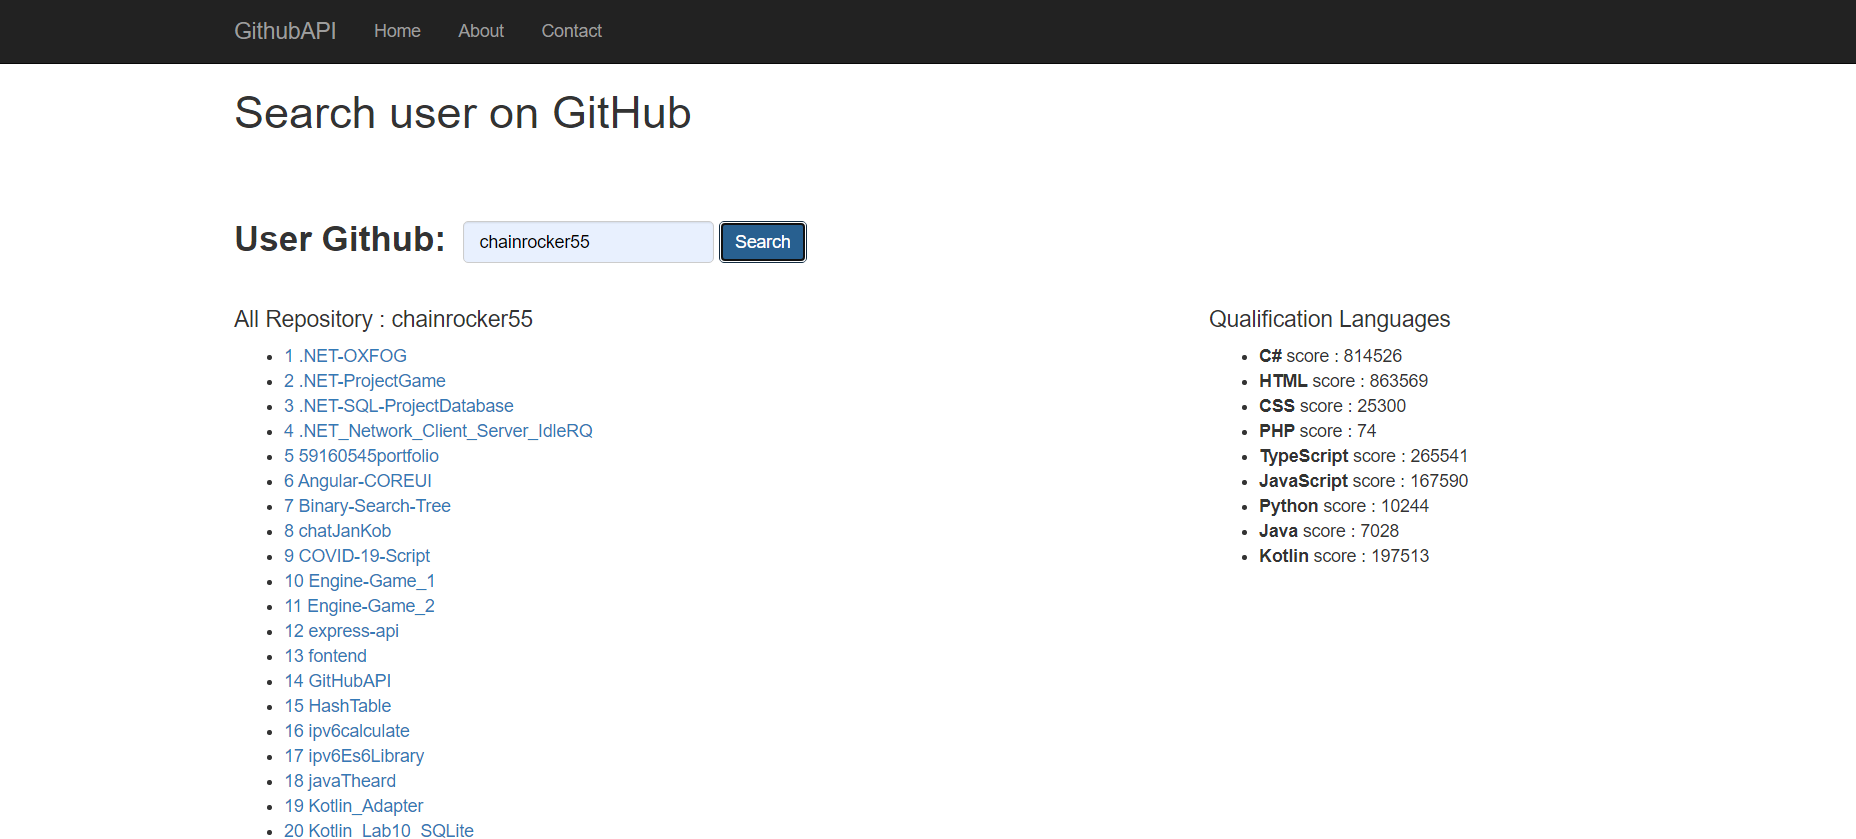 GithubAPI Home About Contact
Search user on GitHub
User Github: chainrocker55 Search
All Repository : chainrocker55
1 .NET-OXFOG
2 .NET-ProjectGame
3 .NET-SQL-ProjectDatabase
4 .NET_Network_Client_Server_IdleRQ
5 59160545portfolio
6 Angular-COREUI
7 Binary-Search-Tree
8 chatJanKob
9 COVID-19-Script
10 Engine-Game_1
11 Engine-Game_2
12 express-api
13 fontend
14 GitHubAPI
15 HashTable
16 ipv6calculate
17 ipv6Es6Library
18 javaTheard
19 Kotlin_Adapter
20 Kotlin_Lab10_SQLite
Qualification Languages
C# score : 814526
HTML score : 863569
CSS score : 25300
PHP score : 74
TypeScript score : 265541
JavaScript score : 167590
Python score : 10244
Java score : 7028
Kotlin score : 197513